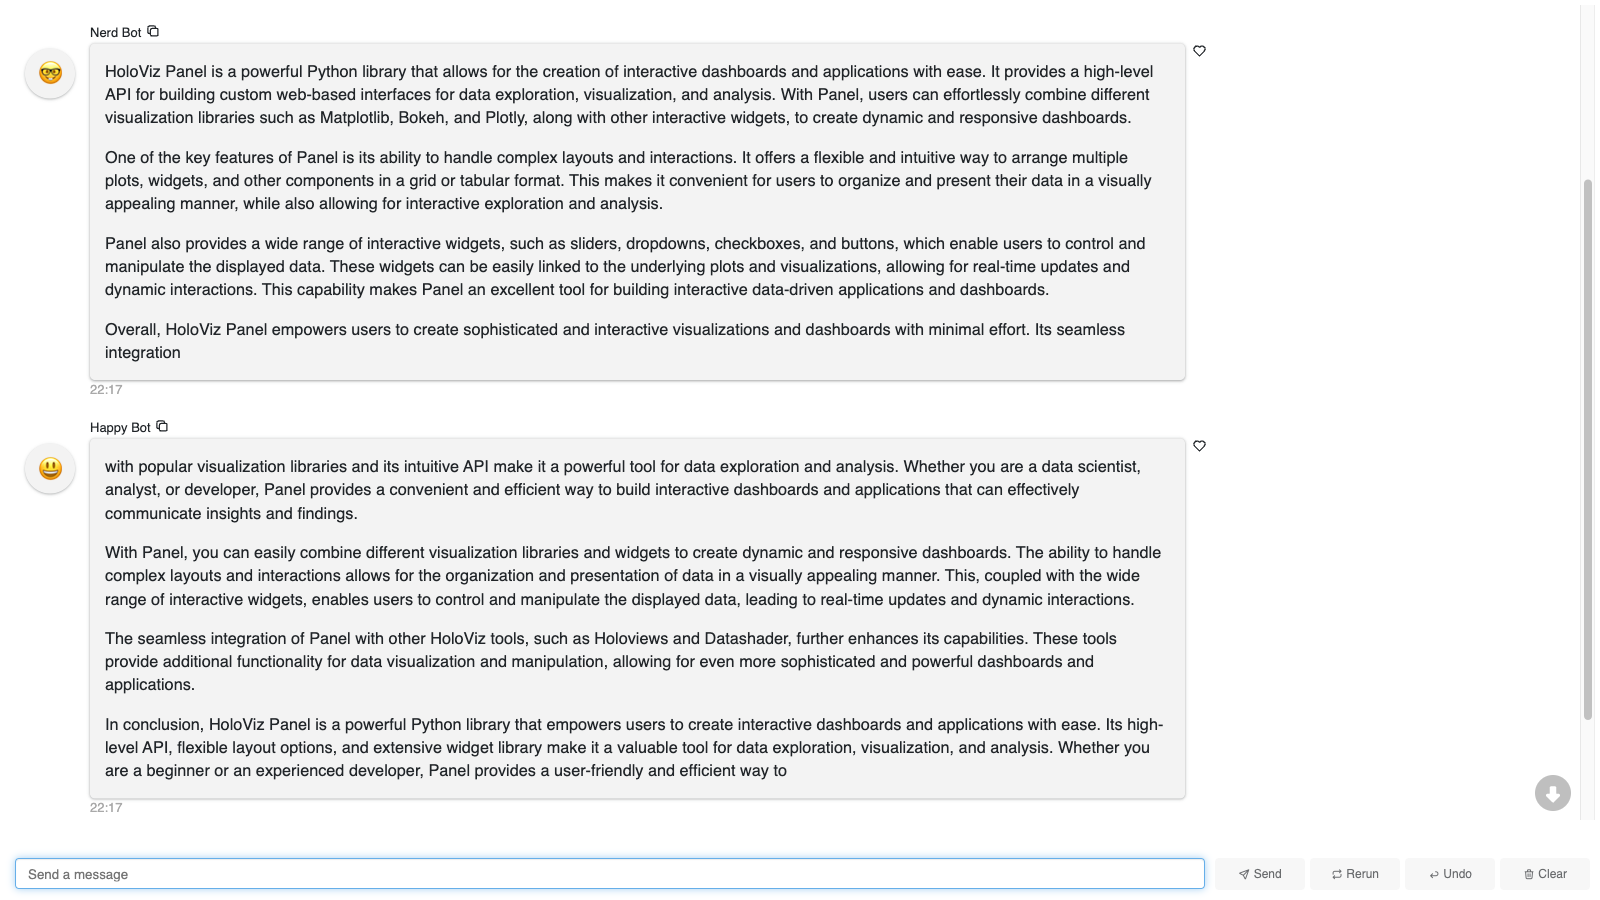 Nerd Bot
HoloViz Panel is a powerful Python library that allows for the creation of interactive dashboards and applications with ease. It provides a high-level
API for building custom web-based interfaces for data exploration, visualization, and analysis. With Panel, users can effortlessly combine different
visualization libraries such as Matplotlib, Bokeh, and Plotly, along with other interactive widgets, to create dynamic and responsive dashboards.
One of the key features of Panel is its ability to handle complex layouts and interactions. It offers a flexible and intuitive way to arrange multiple
plots, widgets, and other components in a grid or tabular format. This makes it convenient for users to organize and present their data in a visually
appealing manner, while also allowing for interactive exploration and analysis.
Panel also provides a wide range of interactive widgets, such as sliders, dropdowns, checkboxes, and buttons, which enable users to control and
manipulate the displayed data. These widgets can be easily linked to the underlying plots and visualizations, allowing for real-time updates and
dynamic interactions. This capability makes Panel an excellent tool for building interactive data-driven applications and dashboards.
Overall, HoloViz Panel empowers users to create sophisticated and interactive visualizations and dashboards with minimal effort. Its seamless
integration
22:17
Happy Bot
with popular visualization libraries and its intuitive API make it a powerful tool for data exploration and analysis. Whether you are a data scientist,
analyst, or developer, Panel provides a convenient and efficient way to build interactive dashboards and applications that can effectively
communicate insights and findings.
With Panel, you can easily combine different visualization libraries and widgets to create dynamic and responsive dashboards. The ability to handle
complex layouts and interactions allows for the organization and presentation of data in a visually appealing manner. This, coupled with the wide
range of interactive widgets, enables users to control and manipulate the displayed data, leading to real-time updates and dynamic interactions.
The seamless integration of Panel with other HoloViz tools, such as Holoviews and Datashader, further enhances its capabilities. These tools
provide additional functionality for data visualization and manipulation, allowing for even more sophisticated and powerful dashboards and
applications.
In conclusion, HoloViz Panel is a powerful Python library that empowers users to create interactive dashboards and applications with ease. Its high-
level API, flexible layout options, and extensive widget library make it a valuable tool for data exploration, visualization, and analysis. Whether you
are a beginner or an experienced developer, Panel provides a user-friendly and efficient way to
22:17
Send a message
Send
Rerun
Undo
Clear